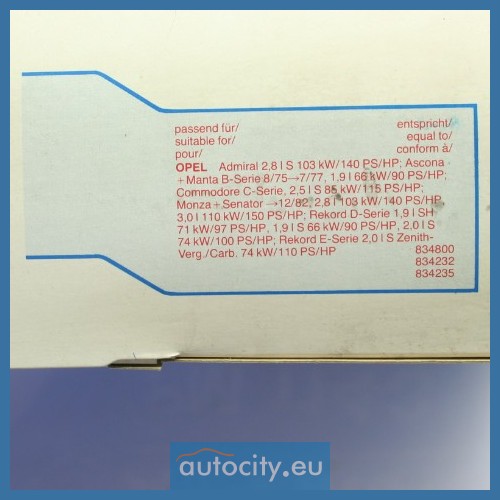 passend für/ entspricht/
suitable for/ equal to/
pour/ conform à/
OPEL Admiral 2,8 l S 103 kW/140 PS/HP; Ascona
+ Manta B-Serie 8/75→7/77, 1,9 l 66 kW/90 PS/HP;
Commodore C-Serie, 2,5 l S 85 kW/115 PS/HP;
Monza + Senator →12/82, 2,8 l 103 kW/140 PS/HP,
3,0 l 110 kW/150 PS/HP; Rekord D-Serie 1,9 l SH
71 kW/97 PS/HP, 1,9 l S 66 kW/90 PS/HP, 2,0 l S
74 kW/100 PS/HP; Rekord E-Serie 2,0 l S Zenith-
Verg./Carb. 74 kW/110 PS/HP 834800
834232
834235
autocity.eu